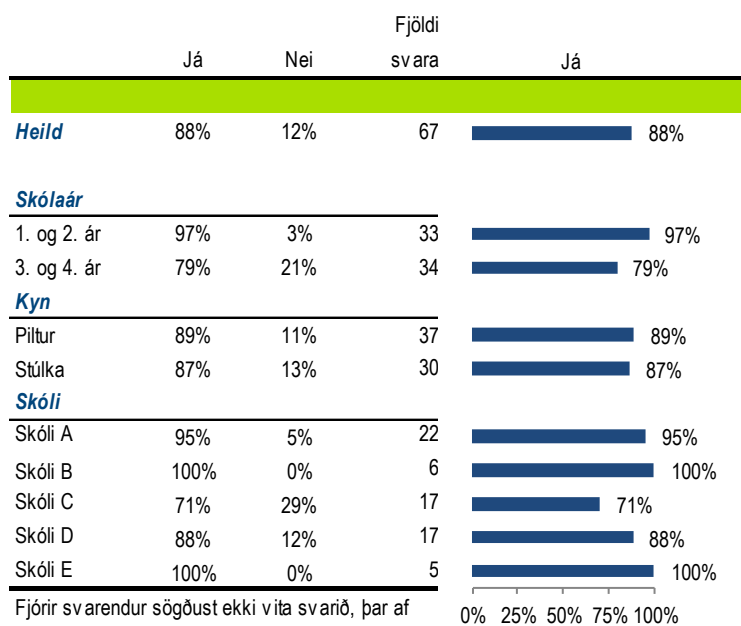 Fjöldi
Já Nei svara Já
Heild 88% 12% 67 88%
Skólaár
1. og 2. ár 97% 3% 33 97%
3. og 4. ár 79% 21% 34 79%
Kyn
Piltur 89% 11% 37 89%
Stúlka 87% 13% 30 87%
Skóli
Skóli A 95% 5% 22 95%
Skóli B 100% 0% 6 100%
Skóli C 71% 29% 17 71%
Skóli D 88% 12% 17 88%
Skóli E 100% 0% 5 100%
Fjórir svarendur sögðust ekki vita svarið, þar af 0% 25% 50% 75% 100%